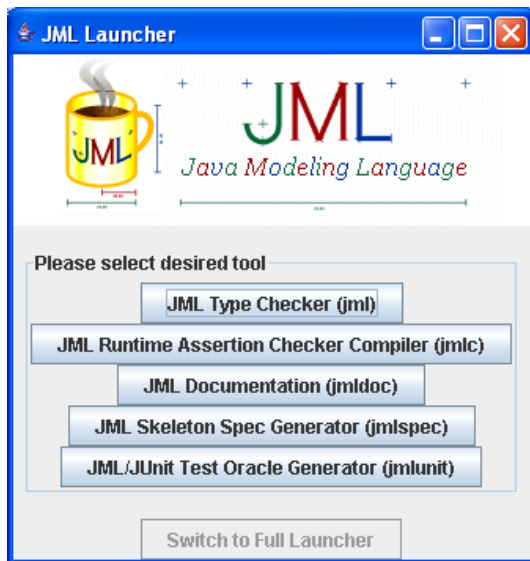 JML Launcher
JML
JML
Java Modeling Language
Please select desired tool
JML Type Checker (jml)
JML Runtime Assertion Checker Compiler (jmlc)
JML Documentation (jmldoc)
JML Skeleton Spec Generator (jmlspec)
JML/JUnit Test Oracle Generator (jmlunit)
Switch to Full Launcher